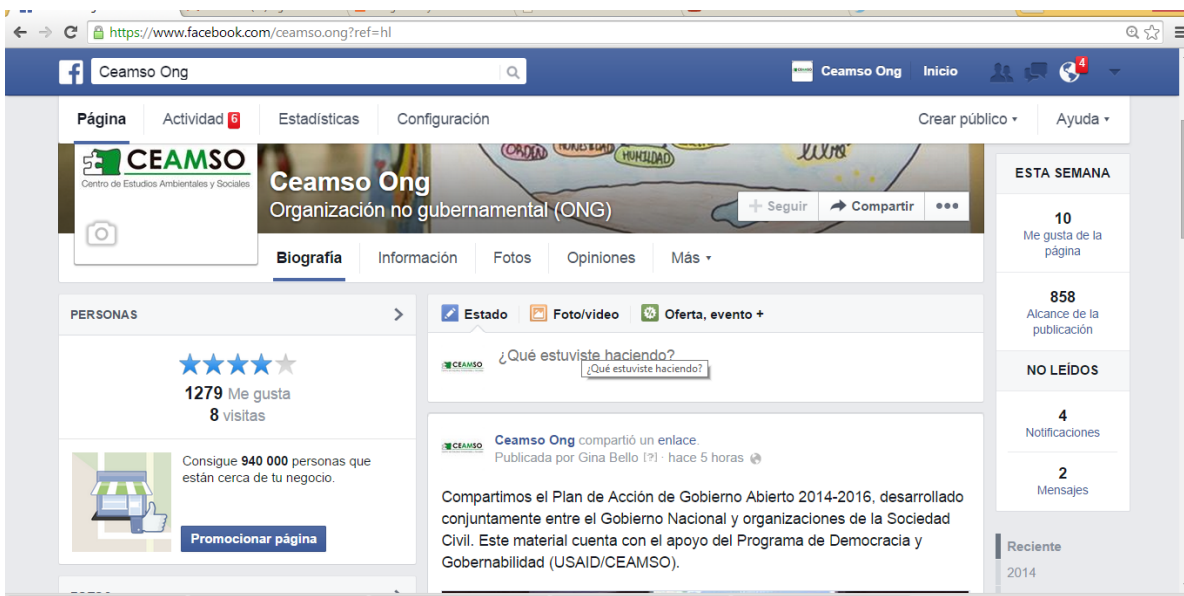 https://www.facebook.com/ceamso.ong?ref=hl
Ceamso Ong
Ceamso Ong Inicio 4
Página Actividad 6 Estadísticas Configuración Crear público Ayuda
CEAMSO
Centro de Estudios Ambientales y Sociales
ORDEN HONESTIDAD HUMILDAD
Ceamso Ong
Organización no gubernamental (ONG)
Seguir Compartir
Biografía Información Fotos Opiniones Más
PERSONAS
1279 Me gusta
8 visitas
Consigue 940 000 personas que
están cerca de tu negocio.
Promocionar página
Estado Foto/video Oferta, evento +
CEAMSO
¿Qué estuviste haciendo?
¿Qué estuviste haciendo?
CEAMSO
Ceamso Ong compartió un enlace.
Publicada por Gina Bello [?] · hace 5 horas
Compartimos el Plan de Acción de Gobierno Abierto 2014-2016, desarrollado
conjuntamente entre el Gobierno Nacional y organizaciones de la Sociedad
Civil. Este material cuenta con el apoyo del Programa de Democracia y
Gobernabilidad (USAID/CEAMSO).
ESTA SEMANA
10
Me gusta de la
página
858
Alcance de la
publicación
NO LEÍDOS
4
Notificaciones
2
Mensajes
Reciente
2014